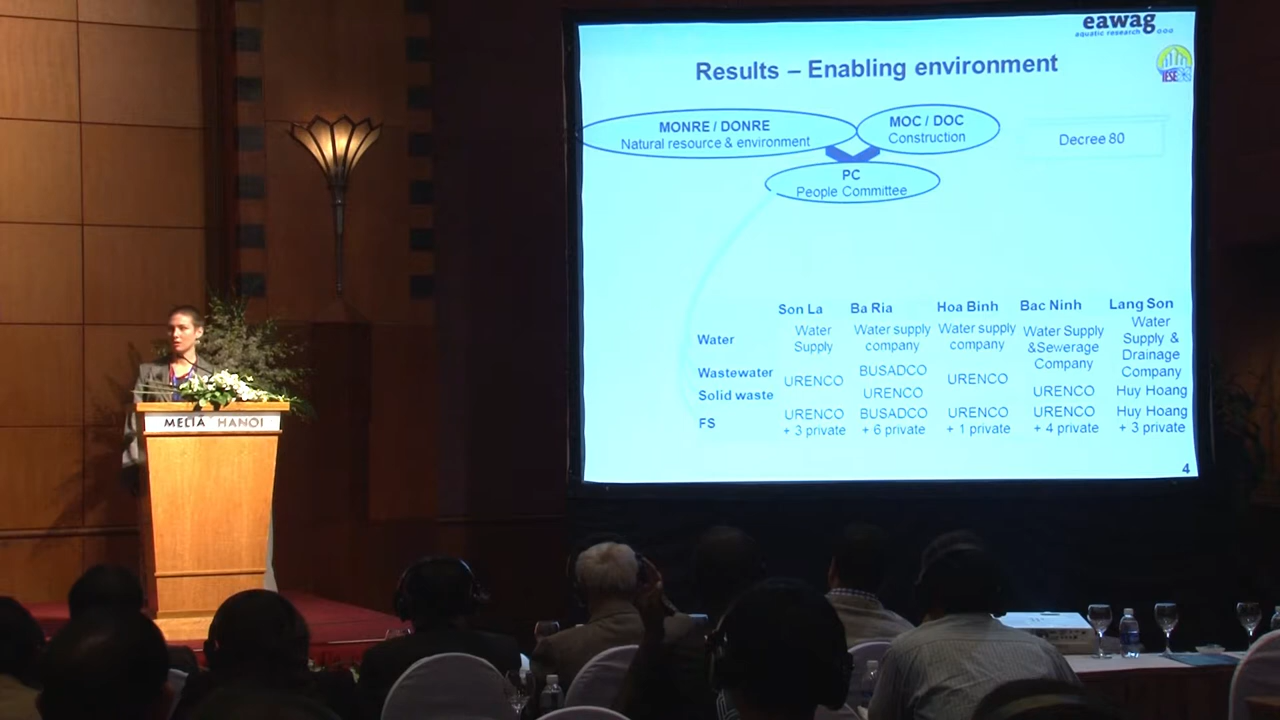 eawag
aquatic research
Results – Enabling environment
IESE
MONRE / DONRE
Natural resource & environment
MOC / DOC
Construction
Decree 80
PC
People Committee
Son La Ba Ria Hoa Binh Bac Ninh Lang Son
Water
Water Supply
Water supply company
Water supply company
Water Supply &Sewerage Company
Water Supply & Drainage Company
Wastewater
Solid waste
URENCO
BUSADCO
URENCO
URENCO
URENCO
Huy Hoang
FS
URENCO + 3 private
BUSADCO + 6 private
URENCO + 1 private
URENCO + 4 private
Huy Hoang + 3 private
4
MELIÁ HANOI